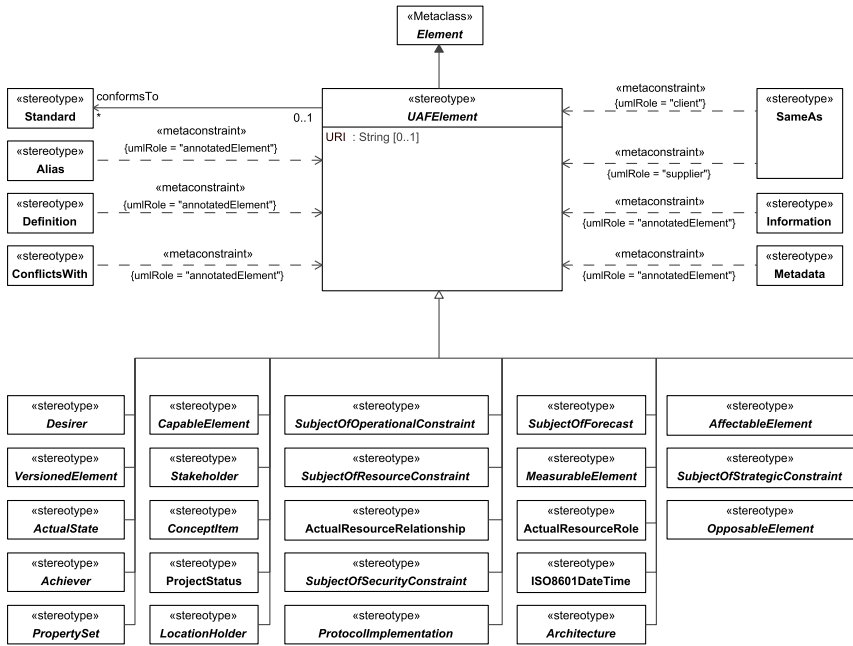 «Metaclass»
Element
«stereotype»
Standard
conformsTo
*
0..1
«stereotype»
UAFElement
URI : String [0..1]
«metaconstraint»
{umlRole = "client"}
«stereotype»
SameAs
«metaconstraint»
{umlRole = "supplier"}
«stereotype»
Alias
«metaconstraint»
{umlRole = "annotatedElement"}
«stereotype»
Definition
«metaconstraint»
{umlRole = "annotatedElement"}
«metaconstraint»
{umlRole = "annotatedElement"}
«stereotype»
Information
«stereotype»
ConflictsWith
«metaconstraint»
{umlRole = "annotatedElement"}
«metaconstraint»
{umlRole = "annotatedElement"}
«stereotype»
Metadata
«stereotype»
Desirer
«stereotype»
CapableElement
«stereotype»
SubjectOfOperationalConstraint
«stereotype»
SubjectOfForecast
«stereotype»
AffectableElement
«stereotype»
VersionedElement
«stereotype»
Stakeholder
«stereotype»
SubjectOfResourceConstraint
«stereotype»
MeasurableElement
«stereotype»
SubjectOfStrategicConstraint
«stereotype»
ActualState
«stereotype»
ConceptItem
«stereotype»
ActualResourceRelationship
«stereotype»
ActualResourceRole
«stereotype»
OpposableElement
«stereotype»
Achiever
«stereotype»
ProjectStatus
«stereotype»
SubjectOfSecurityConstraint
«stereotype»
ISO8601DateTime
«stereotype»
PropertySet
«stereotype»
LocationHolder
«stereotype»
ProtocolImplementation
«stereotype»
Architecture